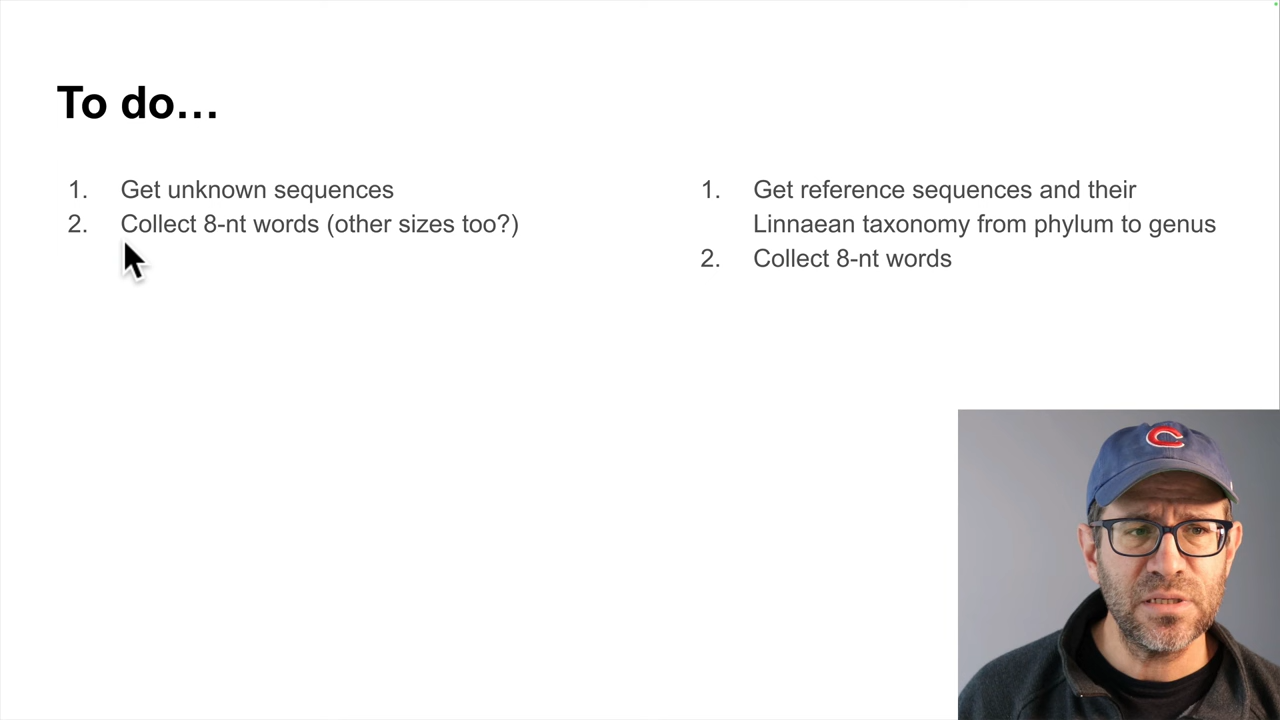 To do…
1. Get unknown sequences
2. Collect 8-nt words (other sizes too?)
1. Get reference sequences and their
Linnaean taxonomy from phylum to genus
2. Collect 8-nt words
C